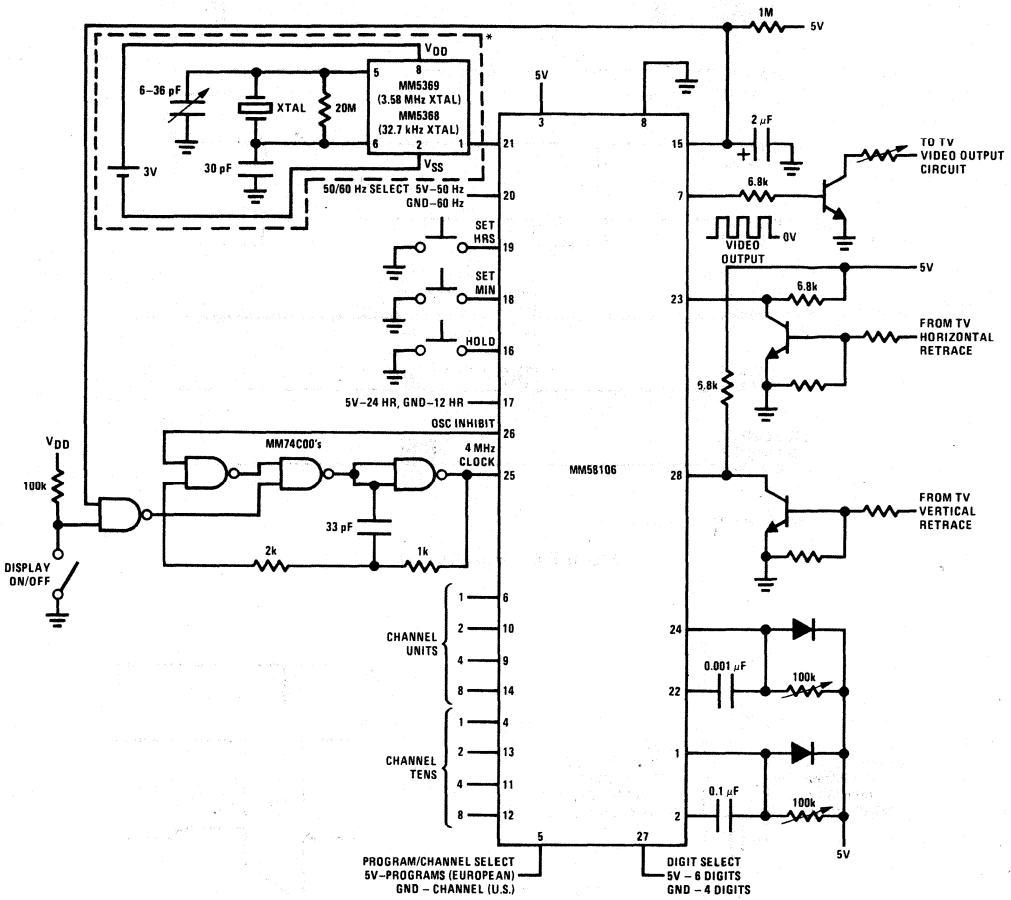 1M
5V
*
VDD
8
5
MM5369
(3.58 MHz XTAL)
MM5368
(32.7 kHz XTAL)
6
2
1
VSS
6–36 pF
XTAL
20M
30 pF
3V
5V
3
8
21
15
2 µF
+
TO TV
VIDEO OUTPUT
CIRCUIT
50/60 Hz SELECT 5V–50 Hz
GND–60 Hz
20
7
6.8k
VIDEO
OUTPUT
0V
SET
HRS
19
5V
SET
MIN
18
23
6.8k
HOLD
16
FROM TV
HORIZONTAL
RETRACE
6.8k
5V–24 HR, GND–12 HR
17
OSC INHIBIT
26
VDD
MM74C00's
4 MHz
CLOCK
25
MM58106
28
100k
33 pF
FROM TV
VERTICAL
RETRACE
DISPLAY
ON/OFF
2k
1k
CHANNEL
UNITS
1
6
2
10
4
9
8
14
24
0.001 µF
22
100k
CHANNEL
TENS
1
4
2
13
4
11
8
12
1
0.1 µF
2
100k
5V
5
27
PROGRAM/CHANNEL SELECT
5V–PROGRAMS (EUROPEAN)
GND – CHANNEL (U.S.)
DIGIT SELECT
5V – 6 DIGITS
GND – 4 DIGITS